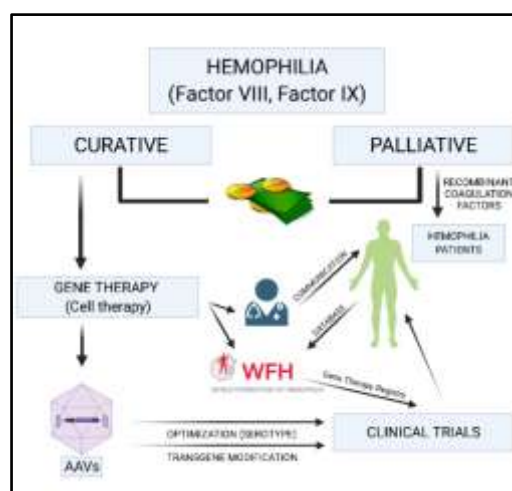 HEMOPHILIA
(Factor VIII, Factor IX)
CURATIVE
PALLIATIVE
RECOMBINANT
COAGULATION
FACTORS
HEMOPHILIA
PATIENTS
GENE THERAPY
(Cell therapy)
COMMUNICATION
DATABASE
WFH
Gene Therapy Registry
OPTIMIZATION (SEROTYPE)
TRANSGENE MODIFICATION
CLINICAL TRIALS
AAVs